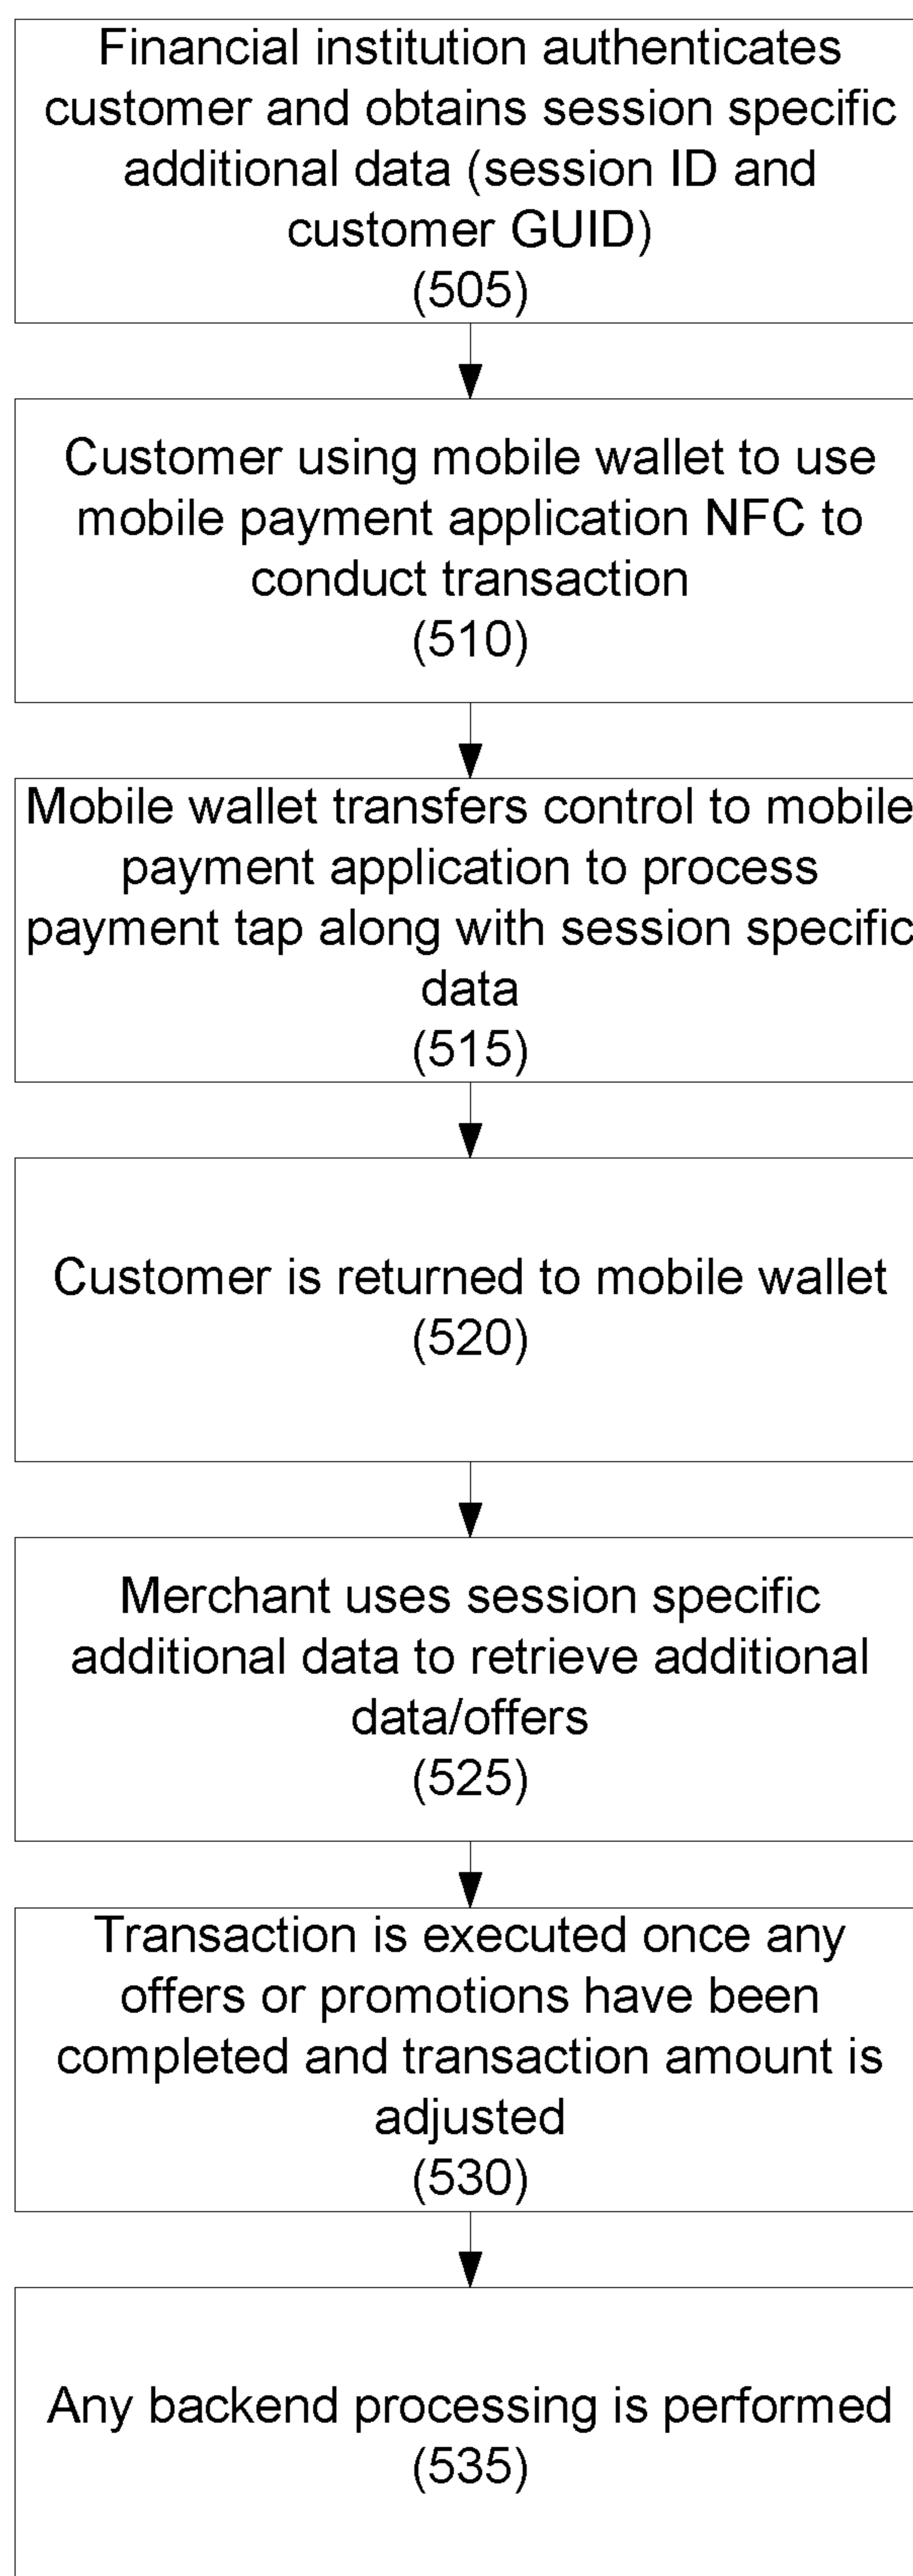 Financial institution authenticates
customer and obtains session specific
additional data (session ID and
customer GUID)
(505)
Customer using mobile wallet to use
mobile payment application NFC to
conduct transaction
(510)
Mobile wallet transfers control to mobile
payment application to process
payment tap along with session specific
data
(515)
Customer is returned to mobile wallet
(520)
Merchant uses session specific
additional data to retrieve additional
data/offers
(525)
Transaction is executed once any
offers or promotions have been
completed and transaction amount is
adjusted
(530)
Any backend processing is performed
(535)